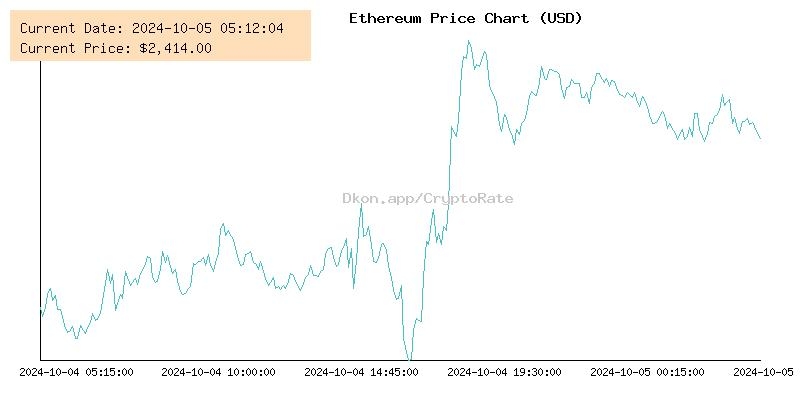 Ethereum Price Chart (USD)
Current Date: 2024-10-05 05:12:04
Current Price: $2,414.00
Dkon.app/CryptoRate
2024-10-04 05:15:00 2024-10-04 10:00:00 2024-10-04 14:45:00 2024-10-04 19:30:00 2024-10-05 00:15:00 2024-10-05